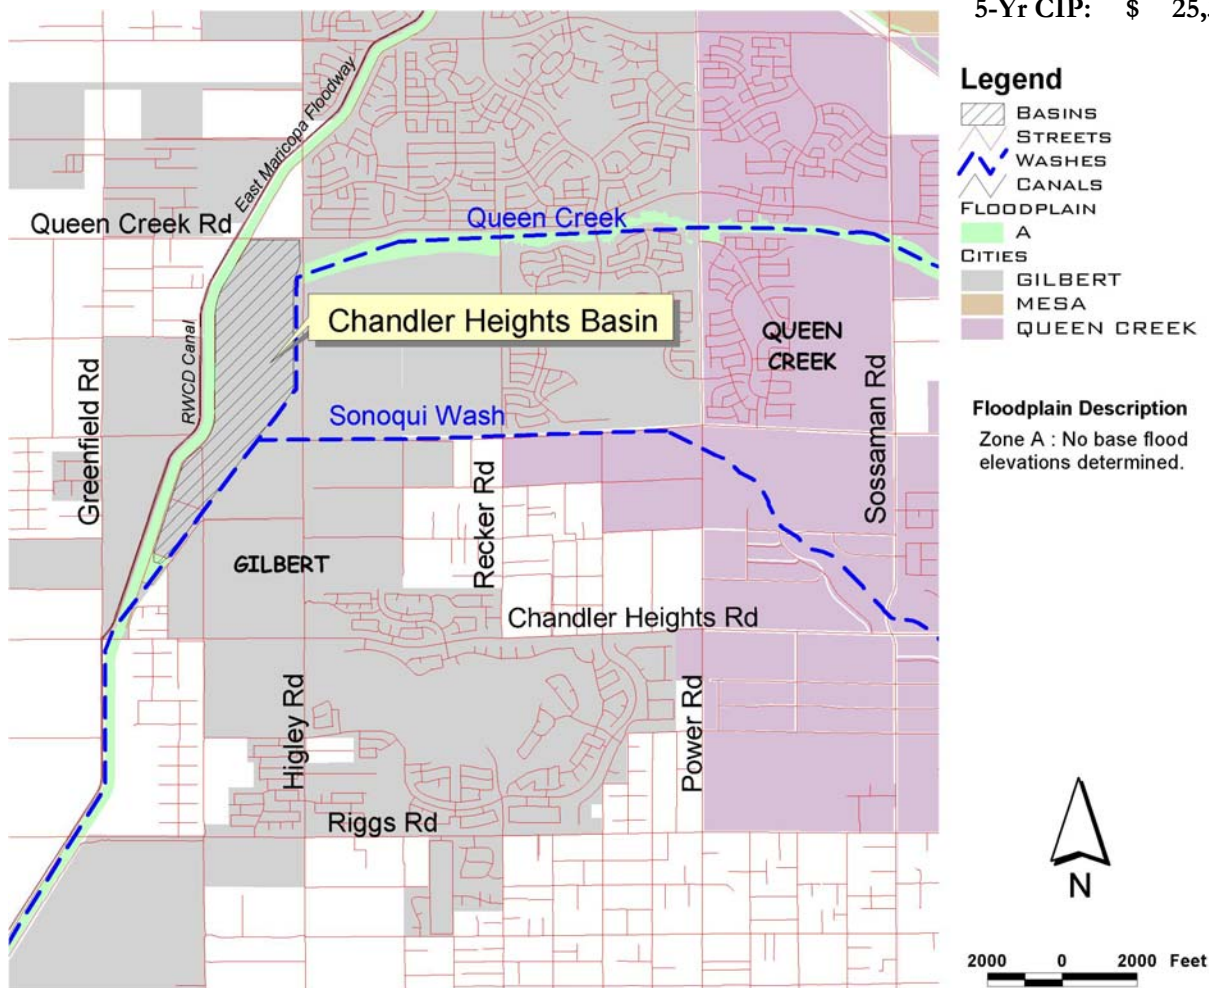 5-Yr CIP: $ 25,
Legend
BASINS
STREETS
WASHES
CANALS
FLOODPLAIN
A
CITIES
GILBERT
MESA
QUEEN CREEK
Floodplain Description
Zone A : No base flood
elevations determined.
East Maricopa Floodway
Queen Creek Rd
Queen Creek
Chandler Heights Basin
QUEEN
CREEK
RWCD Canal
Greenfield Rd
Sonoqui Wash
Sossaman Rd
Recker Rd
GILBERT
Chandler Heights Rd
Higley Rd
Power Rd
Riggs Rd
N
2000 0 2000 Feet